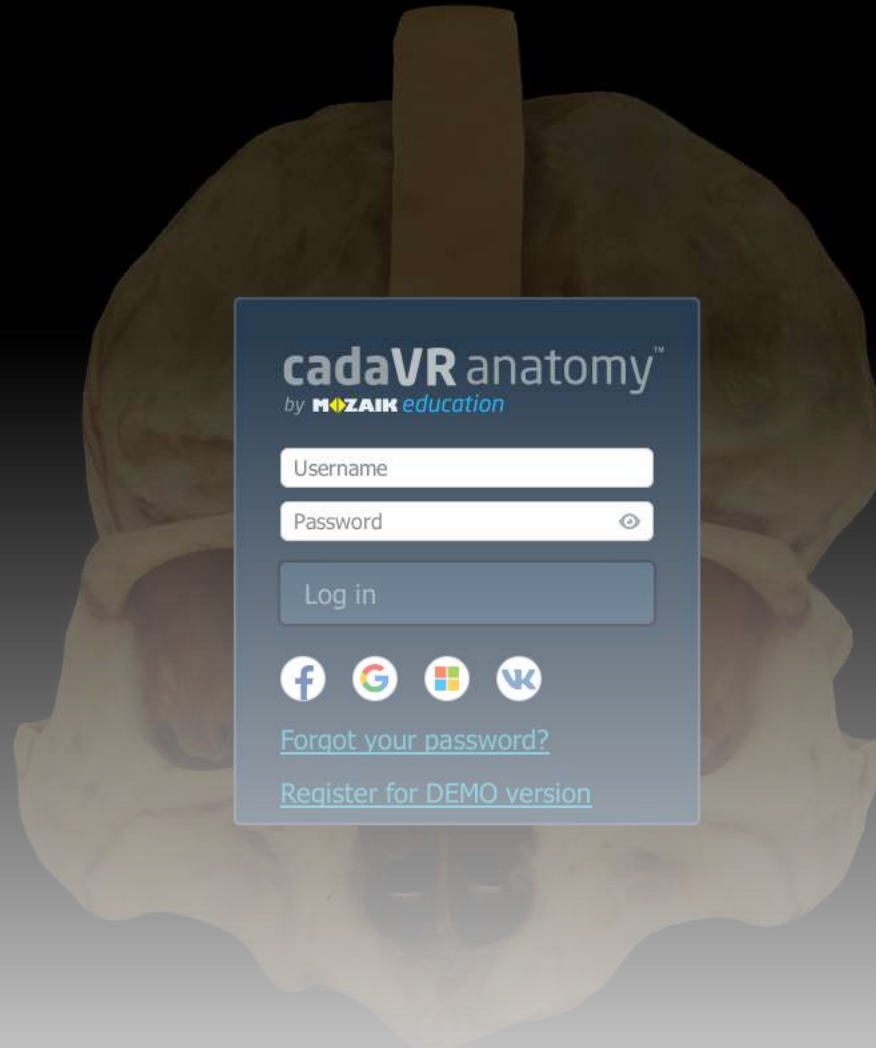 cadaVR anatomy™
by MOZAIK education
Username
Password
Log in
Forgot your password?
Register for DEMO version